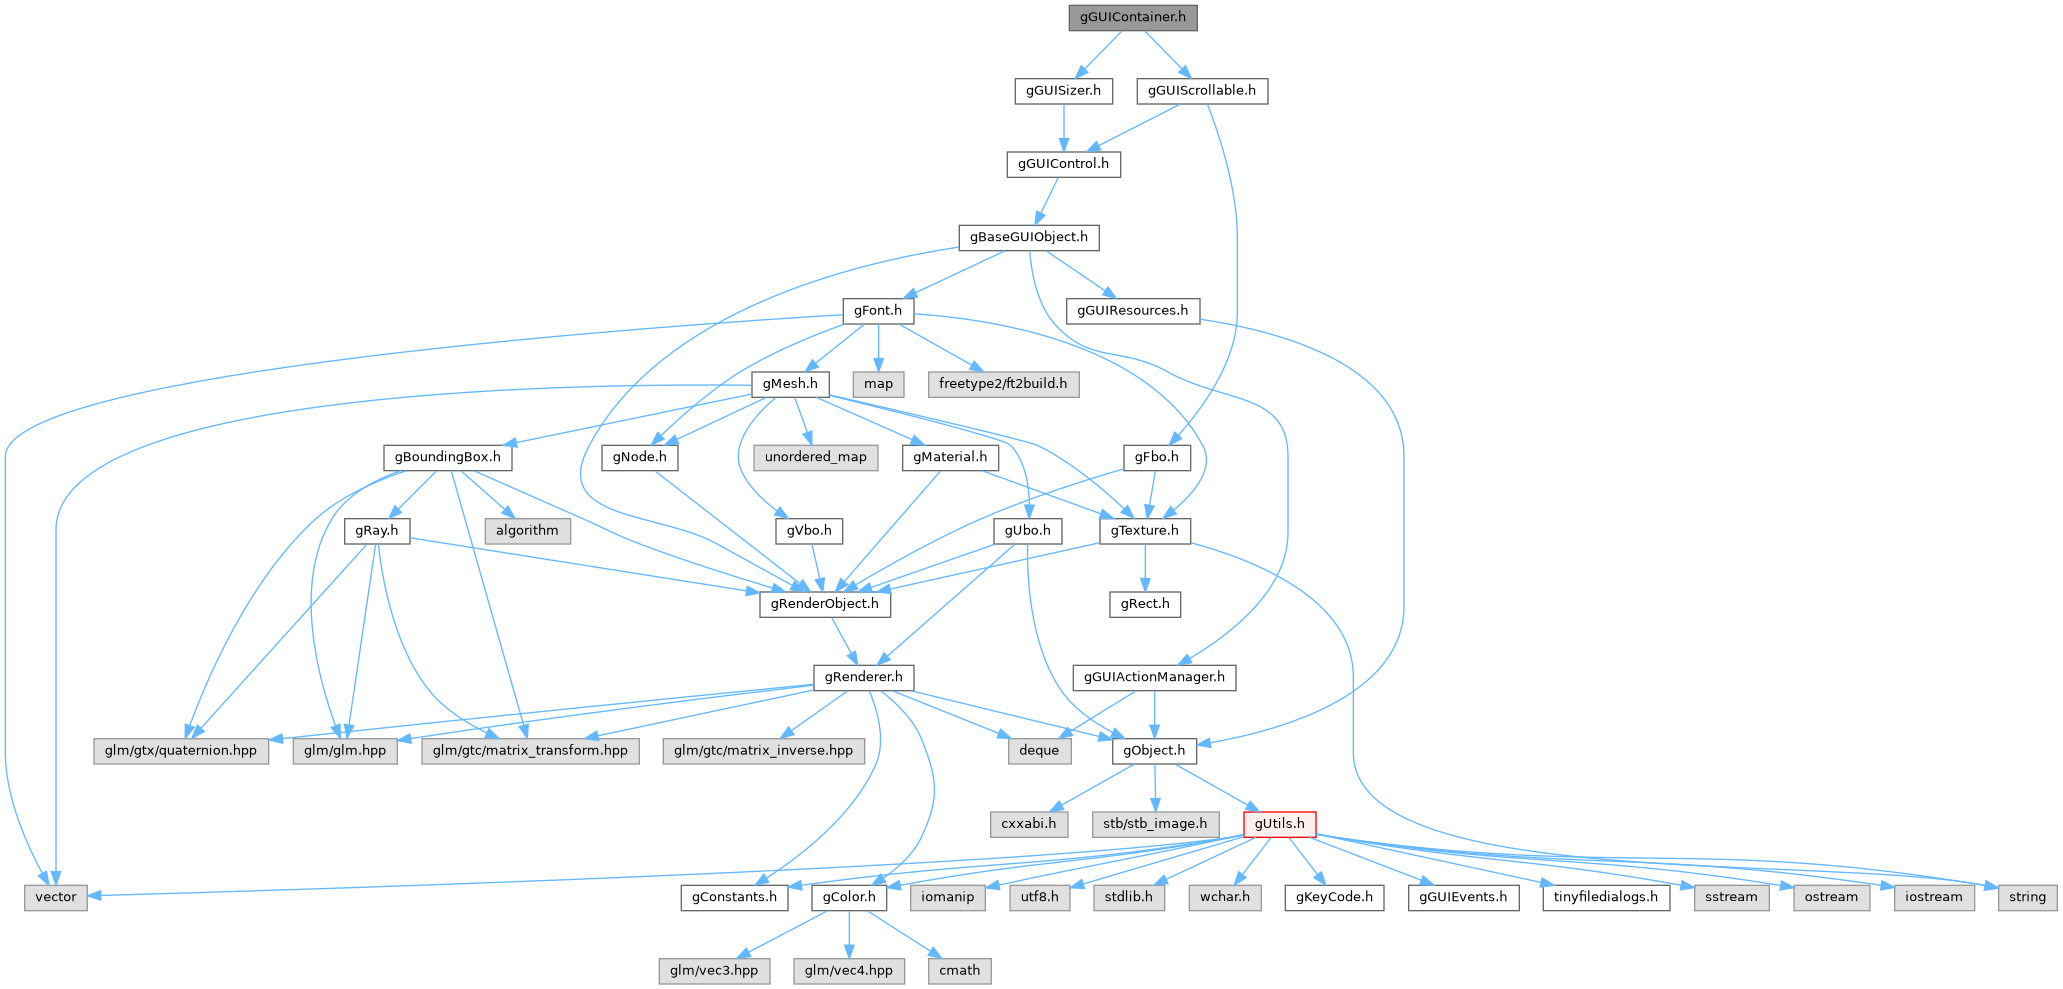 gGUIContainer.h
gGUISizer.h
gGUIScrollable.h
gGUIControl.h
gBaseGUIObject.h
gFont.h
gGUIResources.h
gMesh.h
map
freetype2/ft2build.h
gBoundingBox.h
gNode.h
unordered_map
gMaterial.h
gFbo.h
gRay.h
algorithm
gVbo.h
gUbo.h
gTexture.h
gRenderObject.h
gRect.h
gRenderer.h
gGUIActionManager.h
glm/gtx/quaternion.hpp
glm/glm.hpp
glm/gtc/matrix_transform.hpp
glm/gtc/matrix_inverse.hpp
deque
gObject.h
cxxabi.h
stb/stb_image.h
gUtils.h
vector
gConstants.h
gColor.h
iomanip
utf8.h
stdlib.h
wchar.h
gKeyCode.h
gGUIEvents.h
tinyfiledialogs.h
sstream
ostream
iostream
string
glm/vec3.hpp
glm/vec4.hpp
cmath